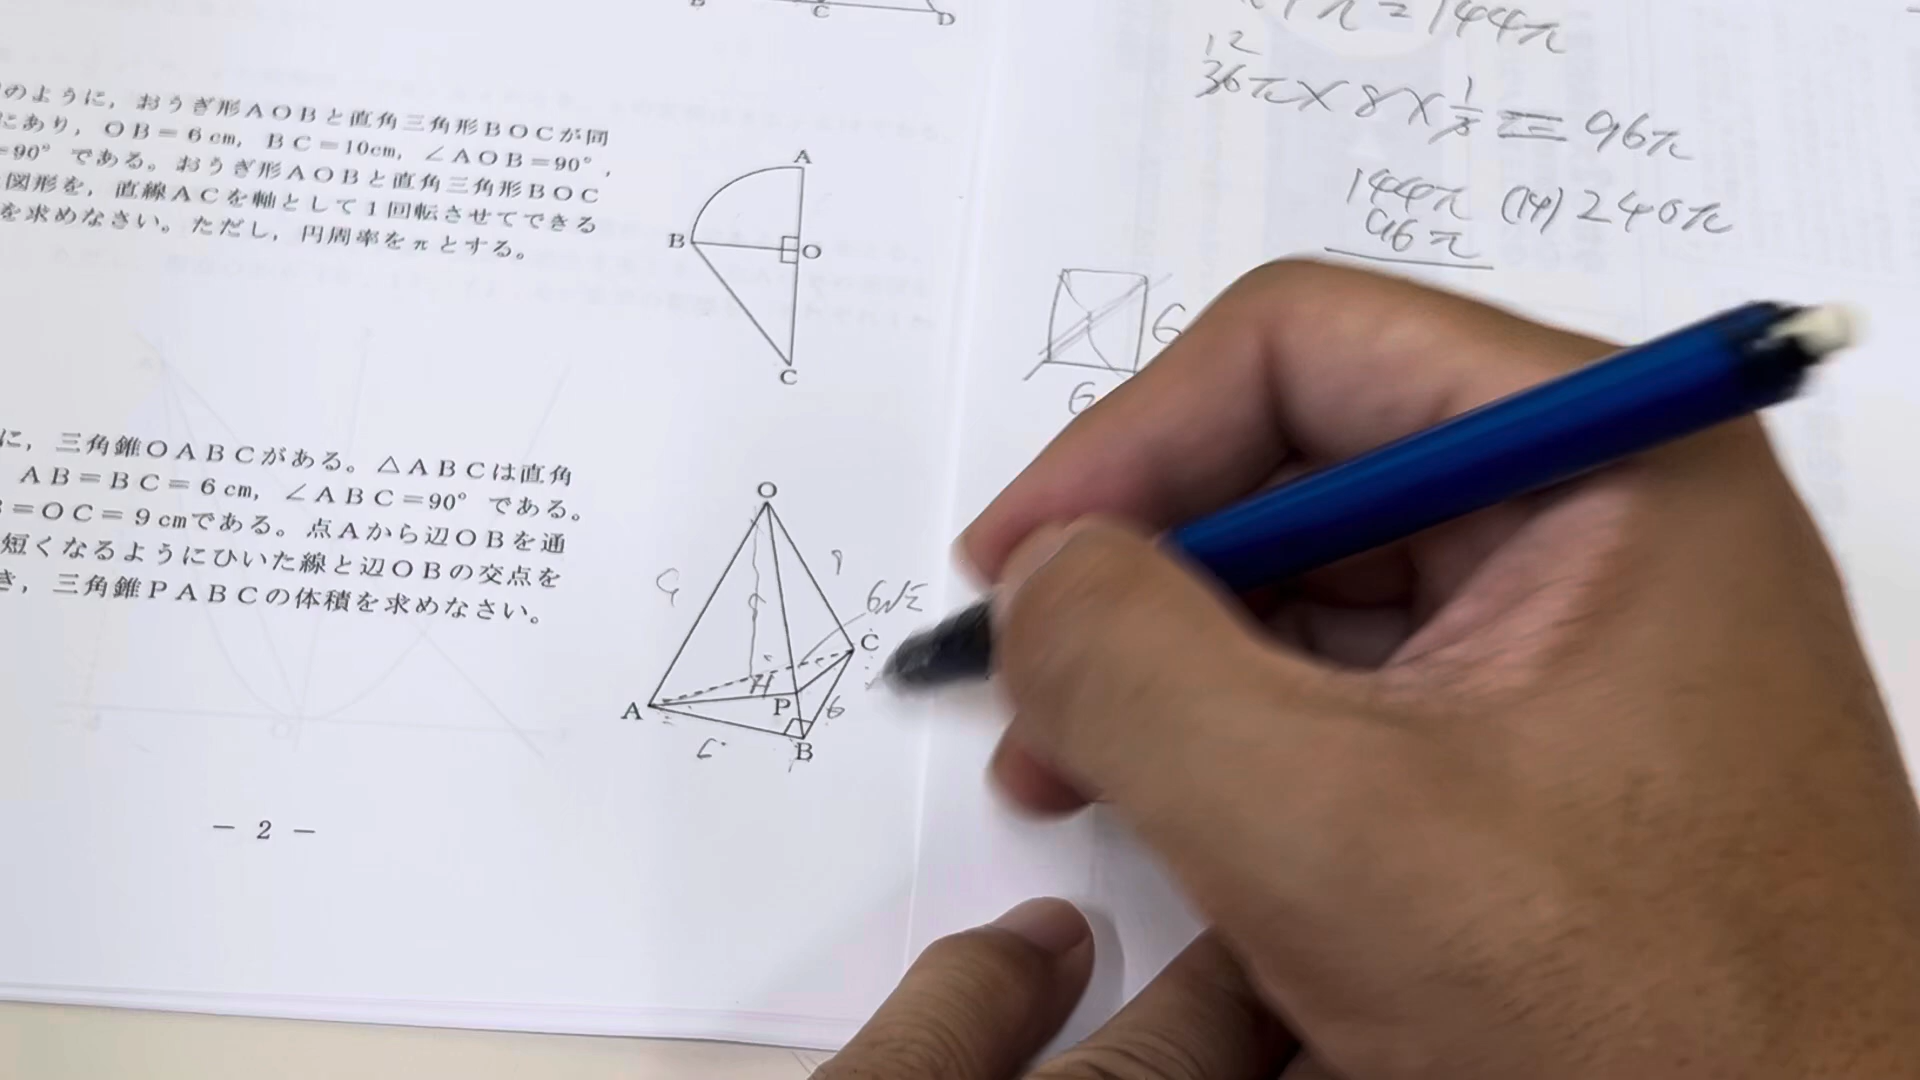 C
D
のように,おうぎ形AOBと直角三角形BOCが同
にあり,OB=6cm, BC=10cm, ∠AOB=90°,
=90° である。おうぎ形AOBと直角三角形BOC
図形を,直線ACを軸として1回転させてできる
を求めなさい。ただし,円周率をπとする。
A
B
O
C
π=144π
12
36π×8×1/3=96π
144π (14) 240π
96π
6
6
に,三角錐OABCがある。△ABCは直角
AB=BC=6cm, ∠ABC=90° である。
=OC=9cmである。点Aから辺OBを通
短くなるようにひいた線と辺OBの交点を
き,三角錐PABCの体積を求めなさい。
O
9
9
6√2
C
H
A
P
6
B
− 2 −